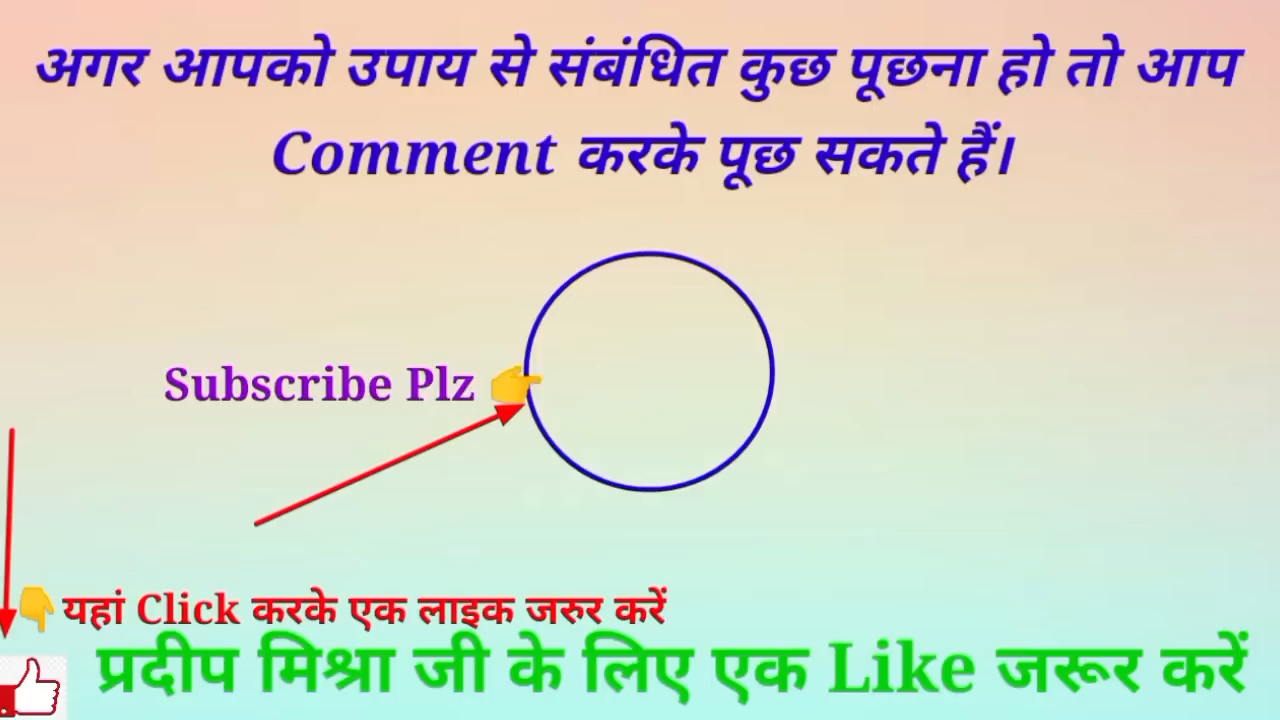 अगर आपको उपाय से संबंधित कुछ पूछना हो तो आप
Comment करके पूछ सकते हैं।
Subscribe Plz 👉
👇यहां Click करके एक लाइक जरुर करें
प्रदीप मिश्रा जी के लिए एक Like जरूर करें